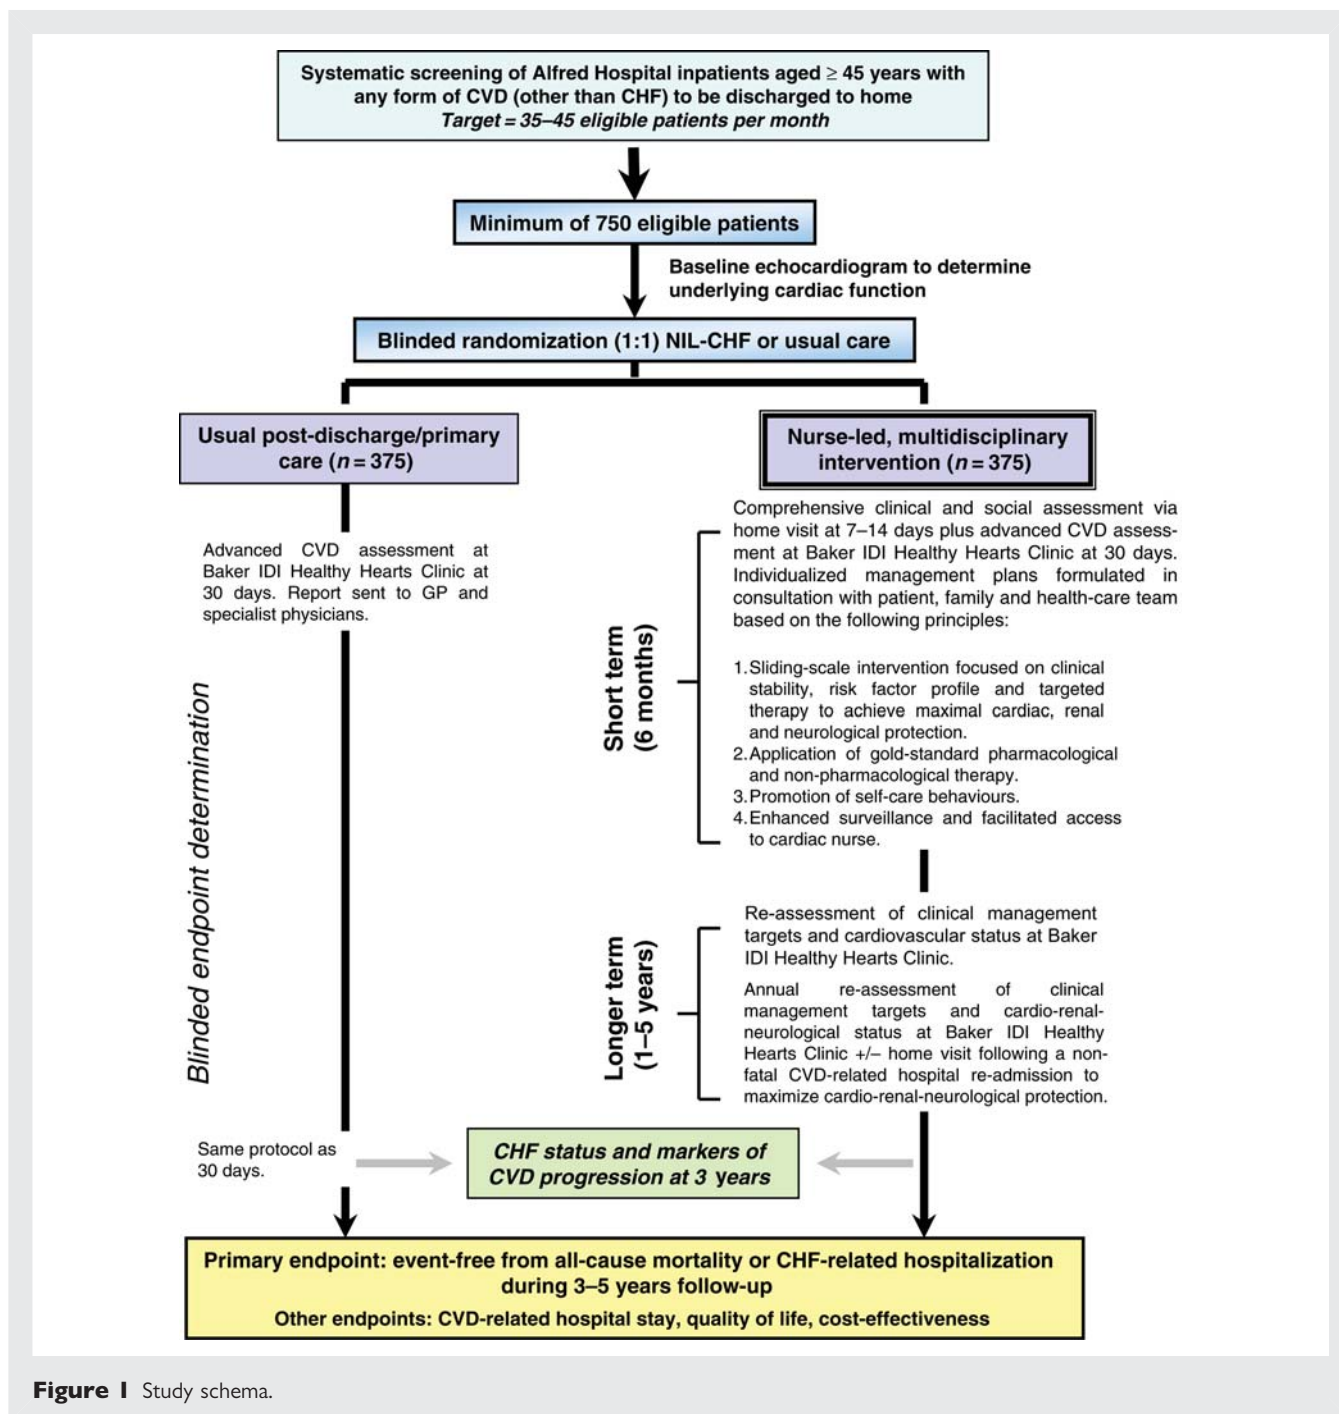 Systematic screening of Alfred Hospital inpatients aged ≥ 45 years with
any form of CVD (other than CHF) to be discharged to home
Target = 35–45 eligible patients per month
Minimum of 750 eligible patients
Baseline echocardiogram to determine
underlying cardiac function
Blinded randomization (1:1) NIL-CHF or usual care
Usual post-discharge/primary
care (n = 375)
Nurse-led, multidisciplinary
intervention (n = 375)
Advanced CVD assessment at
Baker IDI Healthy Hearts Clinic at
30 days. Report sent to GP and
specialist physicians.
Blinded endpoint determination
Short term
(6 months)
Comprehensive clinical and social assessment via
home visit at 7–14 days plus advanced CVD assess-
ment at Baker IDI Healthy Hearts Clinic at 30 days.
Individualized management plans formulated in
consultation with patient, family and health-care team
based on the following principles:
1. Sliding-scale intervention focused on clinical
stability, risk factor profile and targeted
therapy to achieve maximal cardiac, renal
and neurological protection.
2. Application of gold-standard pharmacological
and non-pharmacological therapy.
3. Promotion of self-care behaviours.
4. Enhanced surveillance and facilitated access
to cardiac nurse.
Longer term
(1–5 years)
Re-assessment of clinical management
targets and cardiovascular status at Baker
IDI Healthy Hearts Clinic.
Annual re-assessment of clinical
management targets and cardio-renal-
neurological status at Baker IDI Healthy
Hearts Clinic +/– home visit following a non-
fatal CVD-related hospital re-admission to
maximize cardio-renal-neurological protection.
Same protocol as
30 days.
CHF status and markers of
CVD progression at 3 years
Primary endpoint: event-free from all-cause mortality or CHF-related hospitalization
during 3–5 years follow-up
Other endpoints: CVD-related hospital stay, quality of life, cost-effectiveness
Figure 1 Study schema.